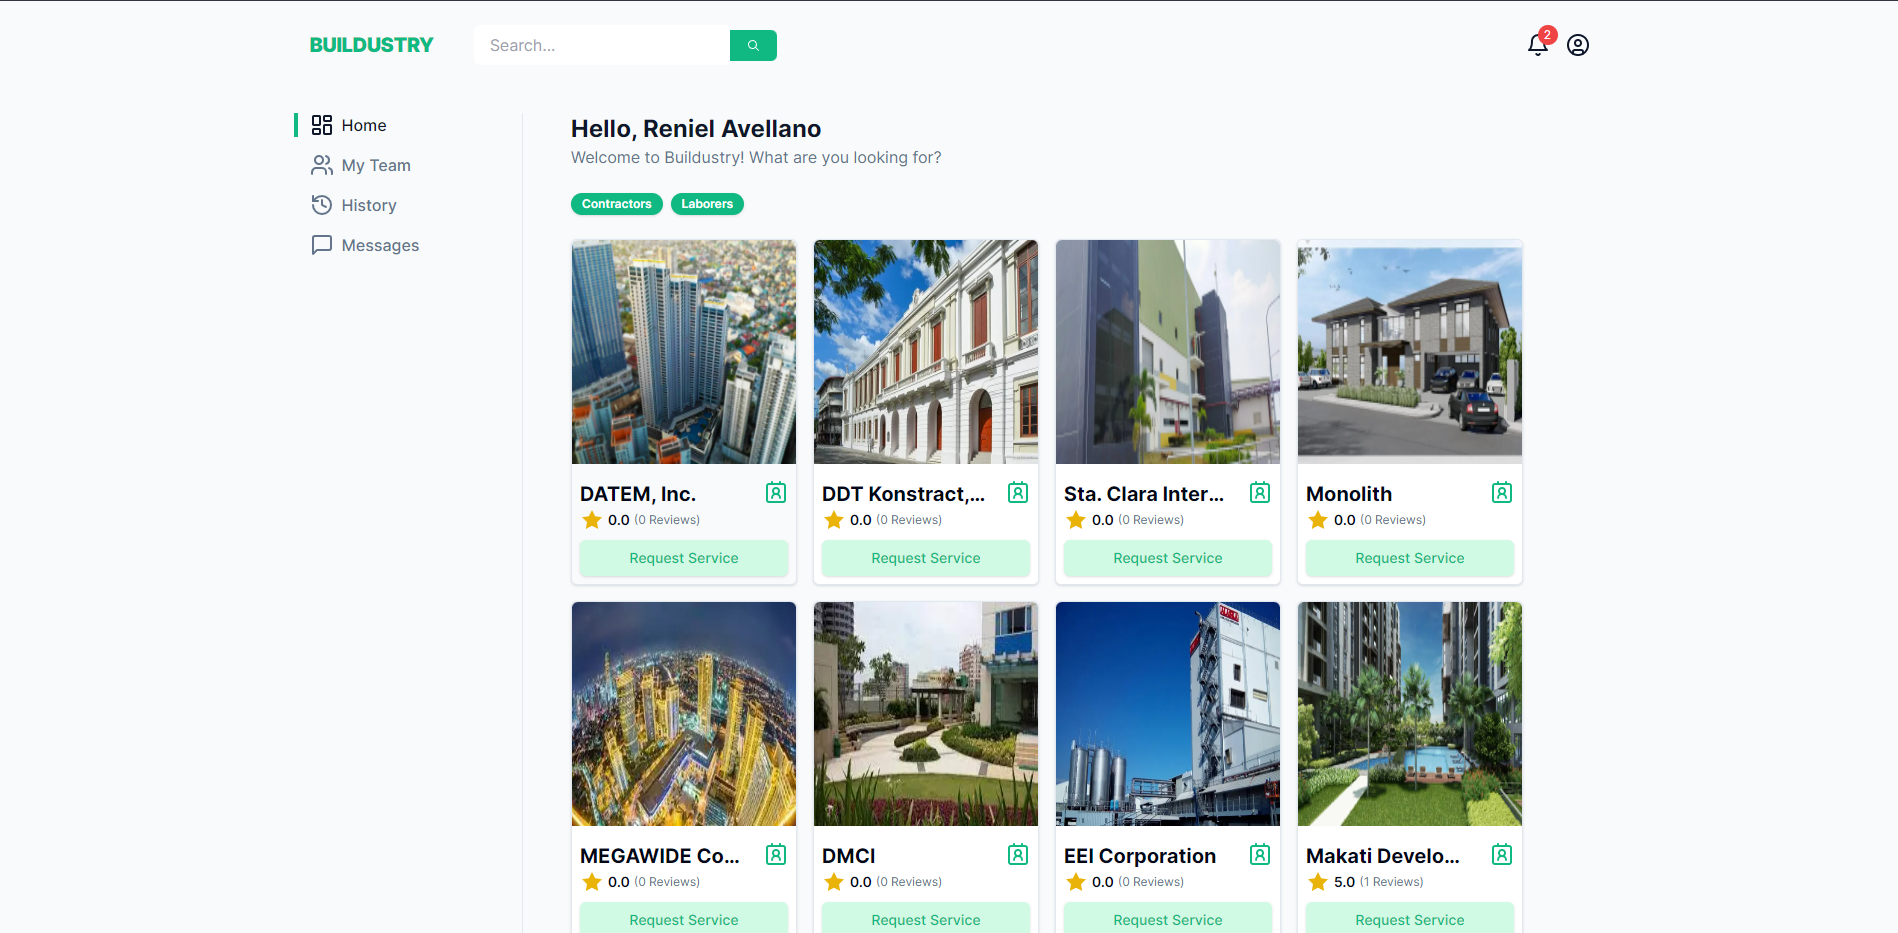 BUILDUSTRY
Search...
2
Home
My Team
History
Messages
Hello, Reniel Avellano
Welcome to Buildustry! What are you looking for?
Contractors
Laborers
DATEM, Inc.
0.0 (0 Reviews)
Request Service
DDT Konstract,...
0.0 (0 Reviews)
Request Service
Sta. Clara Inter...
0.0 (0 Reviews)
Request Service
Monolith
0.0 (0 Reviews)
Request Service
MEGAWIDE Co...
0.0 (0 Reviews)
Request Service
DMCI
0.0 (0 Reviews)
Request Service
EEI Corporation
0.0 (0 Reviews)
Request Service
Makati Develo...
5.0 (1 Reviews)
Request Service